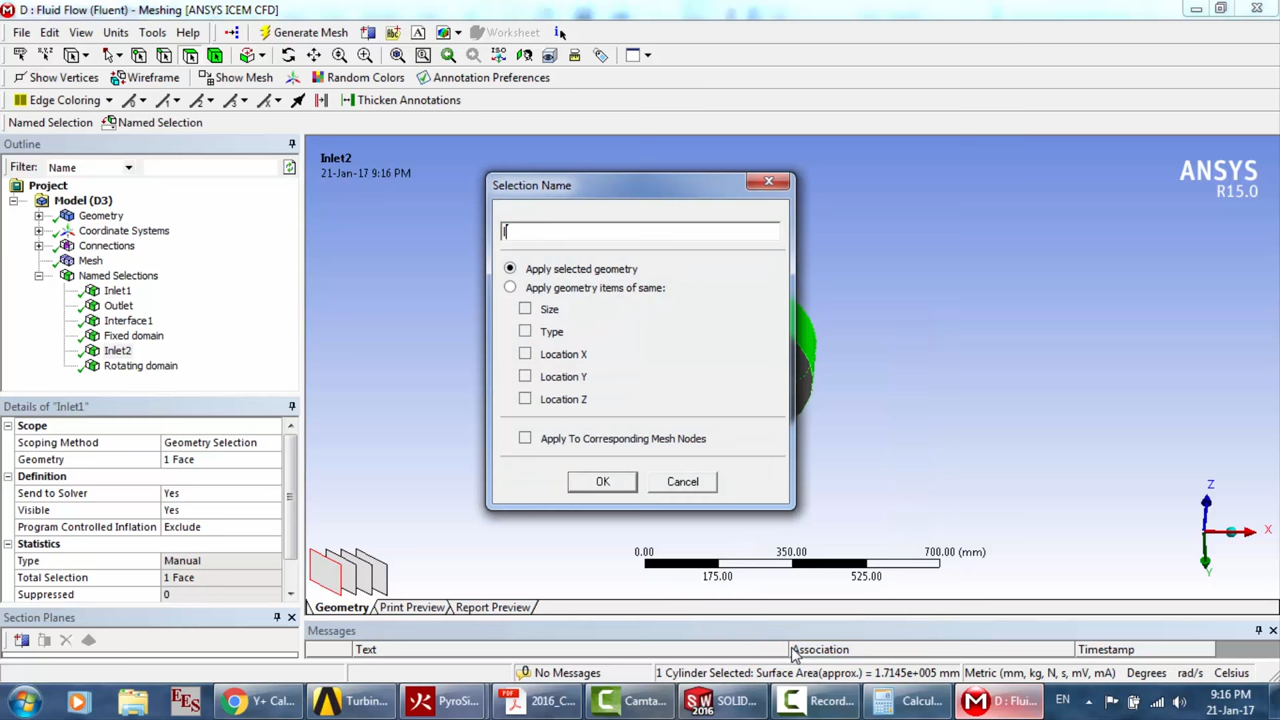 D : Fluid Flow (Fluent) - Meshing [ANSYS ICEM CFD]
File Edit View Units Tools Help Generate Mesh Worksheet
Show Vertices Wireframe Show Mesh Random Colors Annotation Preferences
Edge Coloring Thicken Annotations
Named Selection Named Selection
Outline
Filter: Name
Project
Model (D3)
Geometry
Coordinate Systems
Connections
Mesh
Named Selections
Inlet1
Outlet
Interface1
Fixed domain
Inlet2
Rotating domain
Details of "Inlet1"
Scope
Scoping Method Geometry Selection
Geometry 1 Face
Definition
Send to Solver Yes
Visible Yes
Program Controlled Inflation Exclude
Statistics
Type Manual
Total Selection 1 Face
Suppressed 0
Section Planes
Inlet2
21-Jan-17 9:16 PM
ANSYS
R15.0
Selection Name
Apply selected geometry
Apply geometry items of same:
Size
Type
Location X
Location Y
Location Z
Apply To Corresponding Mesh Nodes
OK Cancel
Z
X
Y
0.00 350.00 700.00 (mm)
175.00 525.00
Geometry Print Preview Report Preview
Messages
Text Association Timestamp
No Messages 1 Cylinder Selected: Surface Area(approx.) = 1.7145e+005 mm Metric (mm, kg, N, s, mV, mA) Degrees rad/s Celsius
EES Y+ Cal... Turbin... PyroSi... 2016_C... Camta... SOLID... Record... Calcul... D : Flui... EN 9:16 PM
21-Jan-17